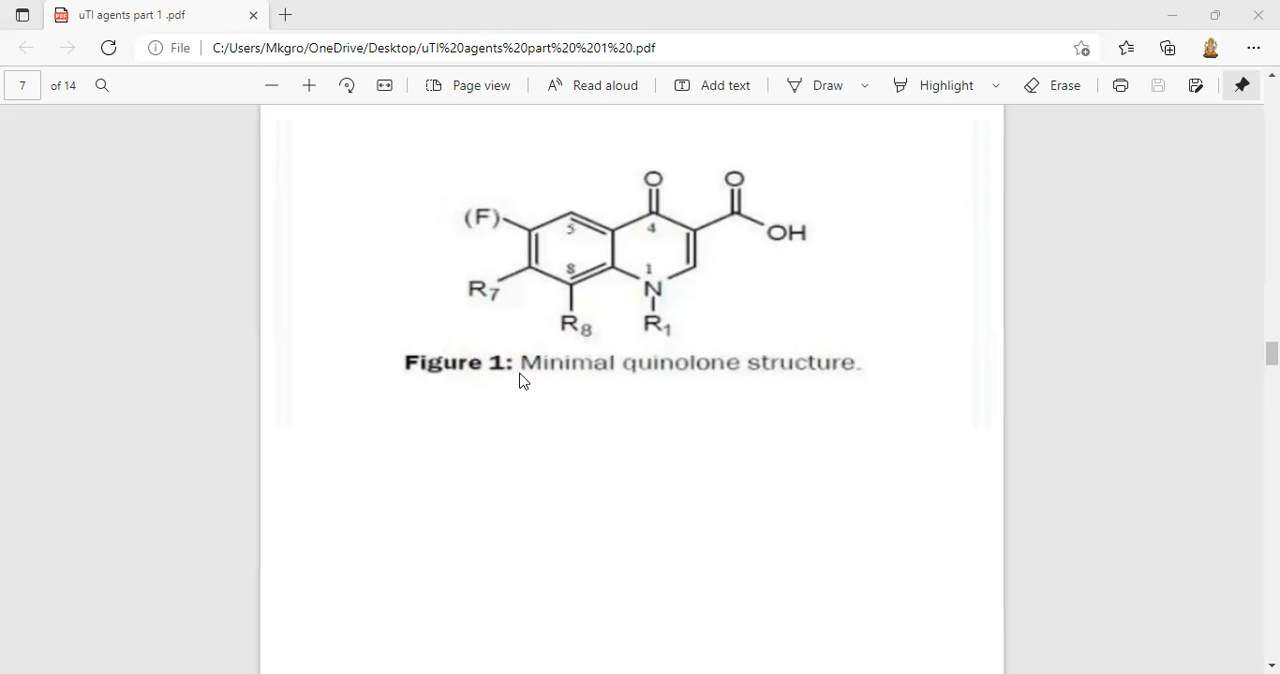 uTI agents part 1 .pdf
File
C:/Users/Mkgro/OneDrive/Desktop/uTI%20agents%20part%20%201%20.pdf
7 of 14
Page view
Read aloud
Add text
Draw
Highlight
Erase
O O
(F) 5 4 OH
8 1
R7 N
R8 R1
Figure 1: Minimal quinolone structure.